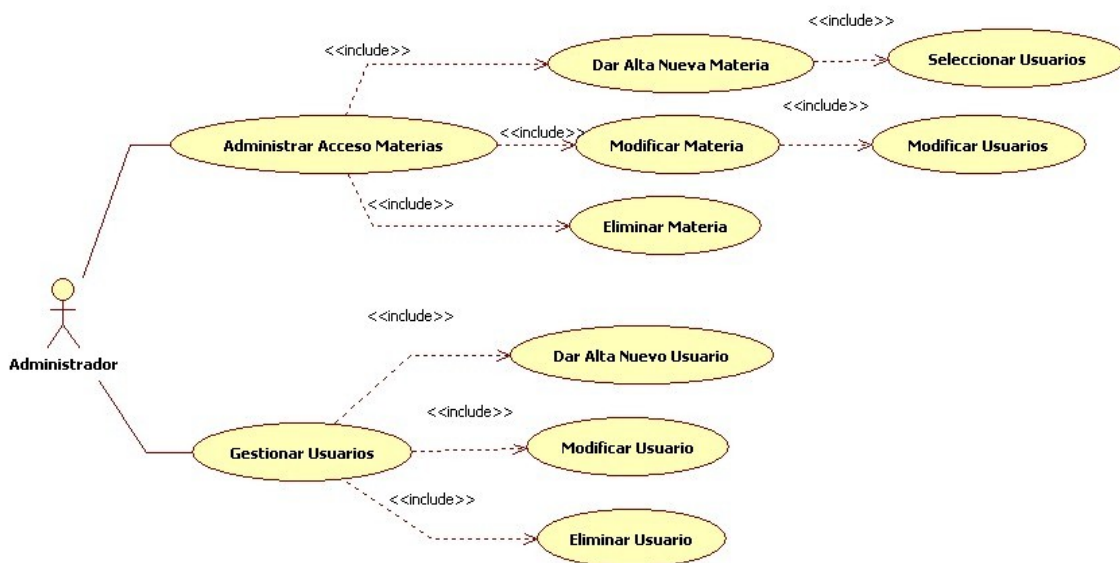 <<include>>
<<include>>
Dar Alta Nueva Materia
Seleccionar Usuarios
<<include>>
<<include>>
Administrar Acceso Materias
Modificar Materia
Modificar Usuarios
<<include>>
Eliminar Materia
Administrador
<<include>>
Dar Alta Nuevo Usuario
<<include>>
Gestionar Usuarios
Modificar Usuario
<<include>>
Eliminar Usuario